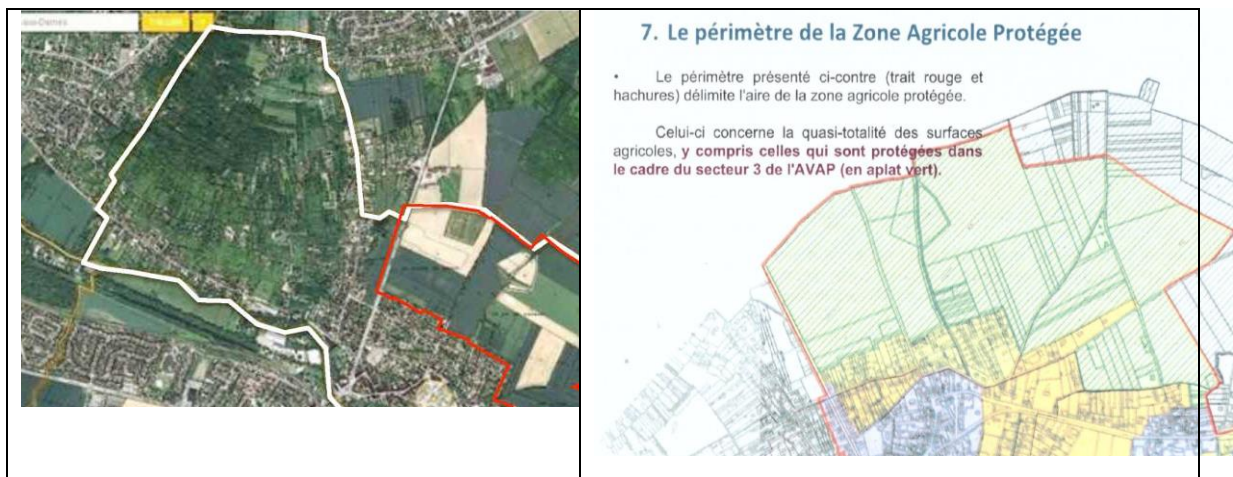 7. Le périmètre de la Zone Agricole Protégée
• Le périmètre présenté ci-contre (trait rouge et
hachures) délimite l'aire de la zone agricole protégée.
Celui-ci concerne la quasi-totalité des surfaces
agricoles, y compris celles qui sont protégées dans
le cadre du secteur 3 de l'AVAP (en aplat vert).